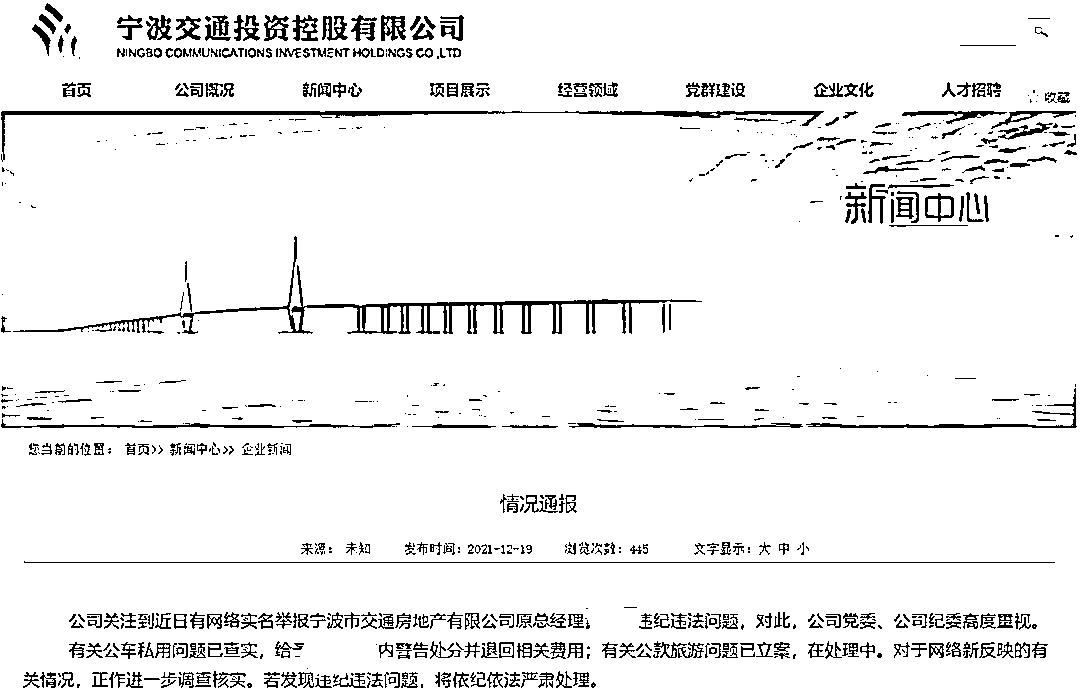 宁波交通投资控股有限公司
NINGBO COMMUNICATIONS INVESTMENT HOLDINGS CO.,LTD
首页 公司概况 新闻中心 项目展示 经营领域 党群建设 企业文化 人才招聘 收藏
新闻中心
您当前的位置： 首页>> 新闻中心>> 企业新闻
情况通报
来源： 未知 发布时间：2021-12-19 浏览次数：445 文字显示：大 中 小
公司关注到近日有网络实名举报宁波市交通房地产有限公司原总经理 违纪违法问题，对此，公司党委、公司纪委高度重视。
有关公车私用问题已查实，给予 内警告处分并退回相关费用；有关公款旅游问题已立案，在处理中。对于网络新反映的有
关情况，正作进一步调查核实。若发现违纪违法问题，将依纪依法严肃处理。